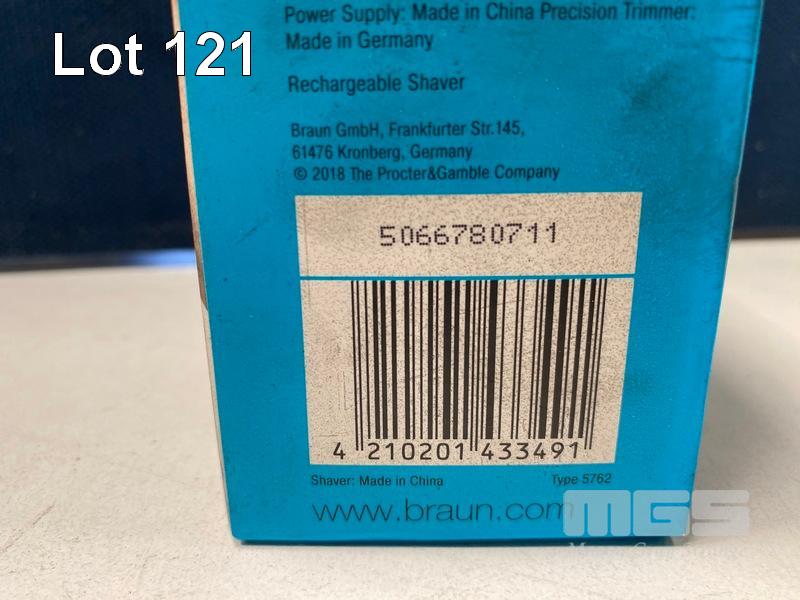 Lot 121
Power Supply: Made in China Precision Trimmer:
Made in Germany
Rechargeable Shaver
Braun GmbH, Frankfurter Str.145,
61476 Kronberg, Germany
© 2018 The Procter&Gamble Company
5066780711
4 210201 433491
Shaver: Made in China Type 5762
www.braun.com
MGS